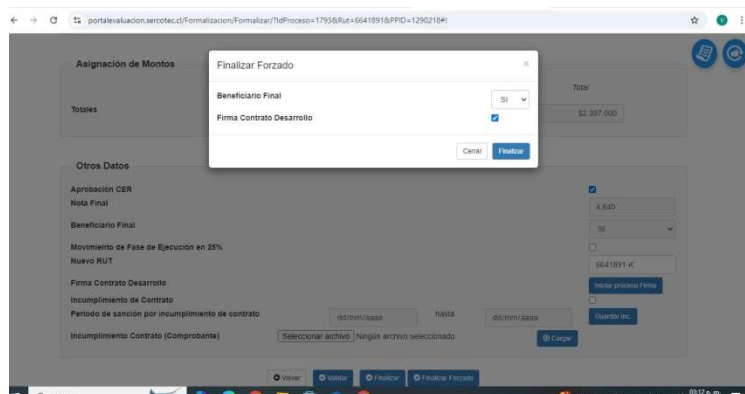 portalevaluacion.sercotec.cl/Formalizacion/Formalizar/?IdProceso=1793&Rut=6641891&PPID=1290218#!
Y
Asignación de Montos
Finalizar Forzado
×
Total
Beneficiario Final
SI
Totales
$2.397.000
Firma Contrato Desarrollo
Cerrar
Finalizar
Otros Datos
Aprobación CER
Nota Final
4,640
Beneficiario Final
SI
Movimiento de Fase de Ejecución en 25%
Nuevo RUT
6641891-K
Firma Contrato Desarrollo
Iniciar proceso Firma
Incumplimiento de Contrato
Periodo de sanción por incumplimiento de contrato
dd/mm/aaaa
hasta
dd/mm/aaaa
Guardar Inc.
Incumplimiento Contrato (Comprobante)
Seleccionar archivo
Ningún archivo seleccionado
Cargar
Volver
Validar
Finalizar
Finalizar Forzado
03:12 p. m.